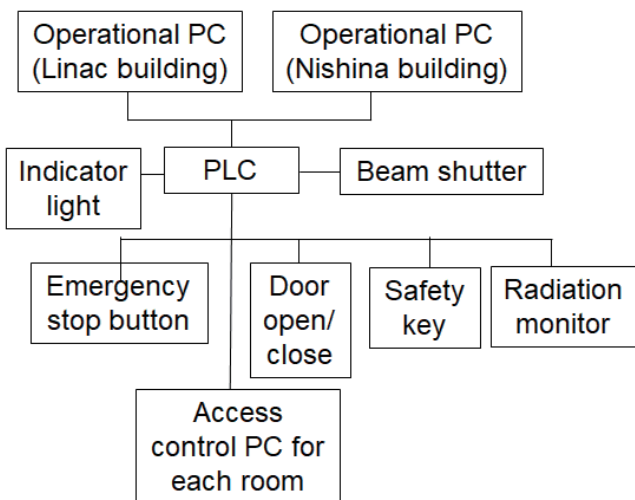 Operational PC
(Linac building)
Operational PC
(Nishina building)
Indicator
light
PLC
Beam shutter
Emergency
stop button
Door
open/
close
Safety
key
Radiation
monitor
Access
control PC for
each room